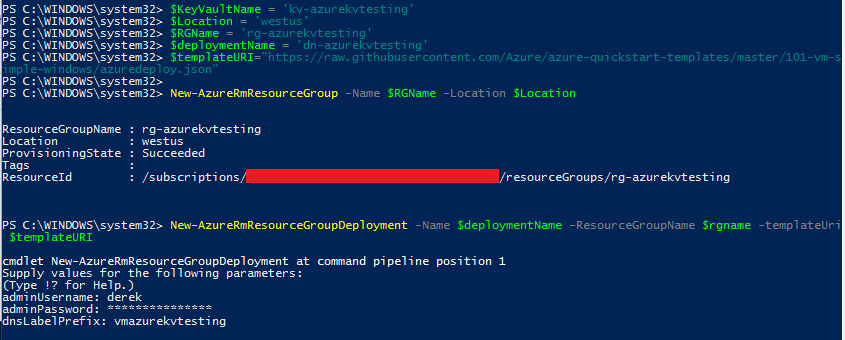 PS C:\WINDOWS\system32> $KeyVaultName = 'kv-azurekvtesting'
PS C:\WINDOWS\system32> $Location = 'westus'
PS C:\WINDOWS\system32> $RGName = 'rg-azurekvtesting'
PS C:\WINDOWS\system32> $deploymentName = 'dn-azurekvtesting'
PS C:\WINDOWS\system32> $templateURI="https://raw.githubusercontent.com/Azure/azure-quickstart-templates/master/101-vm-s
imple-windows/azuredeploy.json"
PS C:\WINDOWS\system32>
PS C:\WINDOWS\system32> New-AzureRmResourceGroup -Name $RGName -Location $Location
ResourceGroupName : rg-azurekvtesting
Location : westus
ProvisioningState : Succeeded
Tags :
ResourceId : /subscriptions/ /resourceGroups/rg-azurekvtesting
PS C:\WINDOWS\system32> New-AzureRmResourceGroupDeployment -Name $deploymentName -ResourceGroupName $rgname -templateUri
$templateURI
cmdlet New-AzureRmResourceGroupDeployment at command pipeline position 1
Supply values for the following parameters:
(Type !? for Help.)
adminUsername: derek
adminPassword: ***************
dnsLabelPrefix: vmazurekvtesting